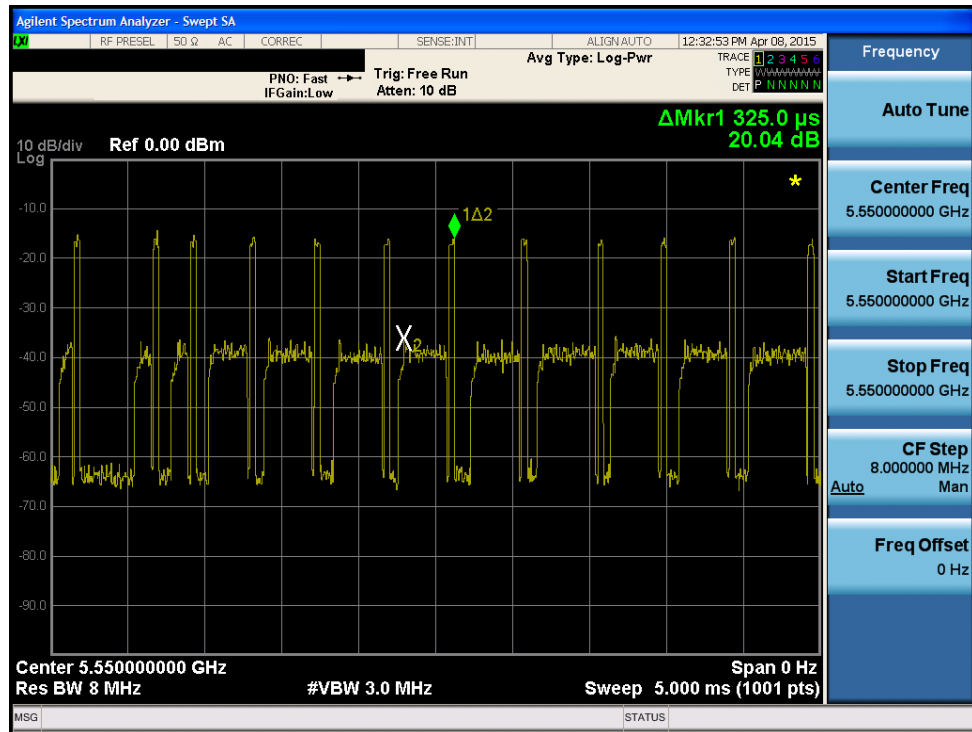 Agilent Spectrum Analyzer - Swept SA
LXI RF PRESEL 50 Ω AC CORREC SENSE:INT ALIGN AUTO 12:32:53 PM Apr 08, 2015
Frequency
Avg Type: Log-Pwr
TRACE 1 2 3 4 5 6
PNO: Fast Trig: Free Run
TYPE
IFGain:Low Atten: 10 dB
DET P N N N N N
Auto Tune
ΔMkr1 325.0 µs
20.04 dB
10 dB/div Ref 0.00 dBm
Log
Center Freq
5.550000000 GHz
Start Freq
5.550000000 GHz
Stop Freq
5.550000000 GHz
CF Step
8.000000 MHz
Auto Man
Freq Offset
0 Hz
*
1Δ2
X2
-10.0
-20.0
-30.0
-40.0
-50.0
-60.0
-70.0
-80.0
-90.0
Center 5.550000000 GHz Span 0 Hz
Res BW 8 MHz #VBW 3.0 MHz Sweep 5.000 ms (1001 pts)
MSG STATUS